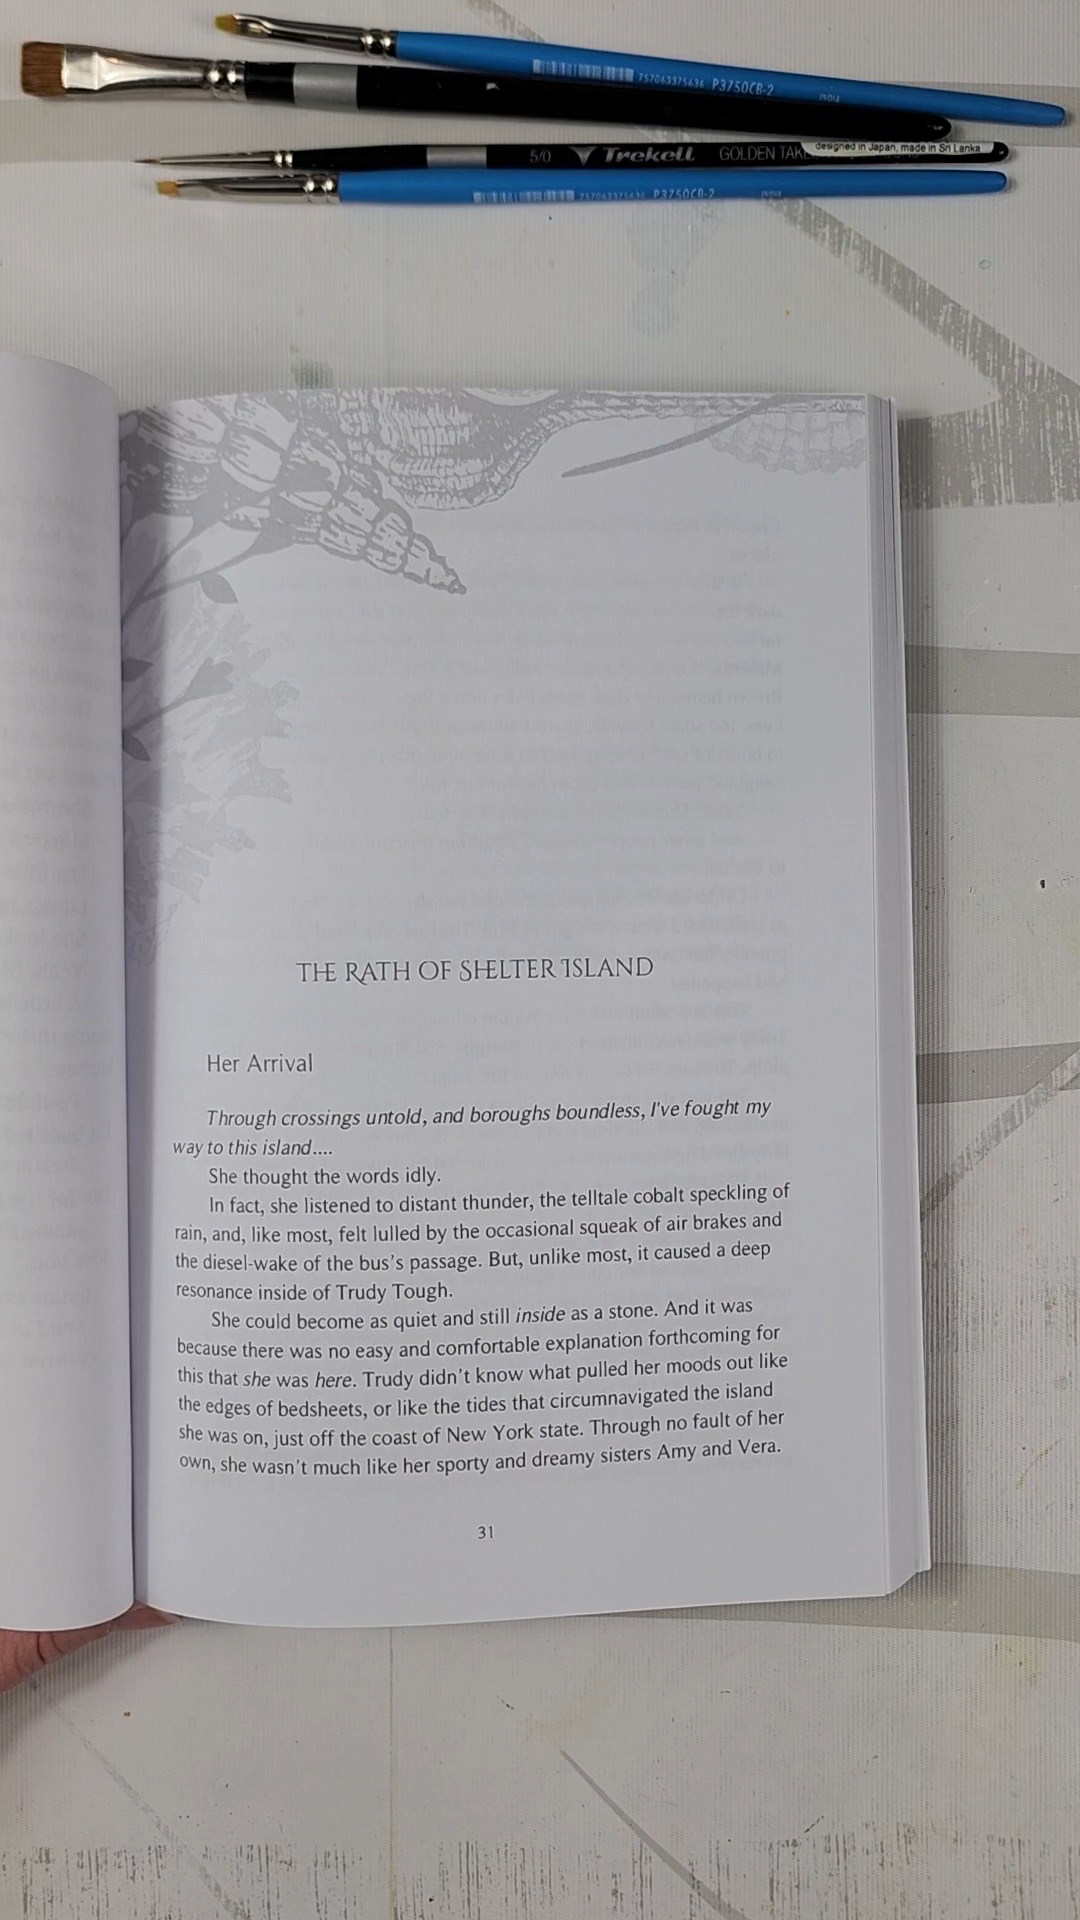 757063375636 P3750CB-2
INDIA
5/0 Trekell GOLDEN
designed in Japan, made in Sri Lanka
P3750CB-2
INDIA
THE RATH OF SHELTER ISLAND
Her Arrival
Through crossings untold, and boroughs boundless, I've fought my
way to this island....
She thought the words idly.
In fact, she listened to distant thunder, the telltale cobalt speckling of
rain, and, like most, felt lulled by the occasional squeak of air brakes and
the diesel-wake of the bus's passage. But, unlike most, it caused a deep
resonance inside of Trudy Tough.
She could become as quiet and still inside as a stone. And it was
because there was no easy and comfortable explanation forthcoming for
this that she was here. Trudy didn't know what pulled her moods out like
the edges of bedsheets, or like the tides that circumnavigated the island
she was on, just off the coast of New York state. Through no fault of her
own, she wasn't much like her sporty and dreamy sisters Amy and Vera.
31